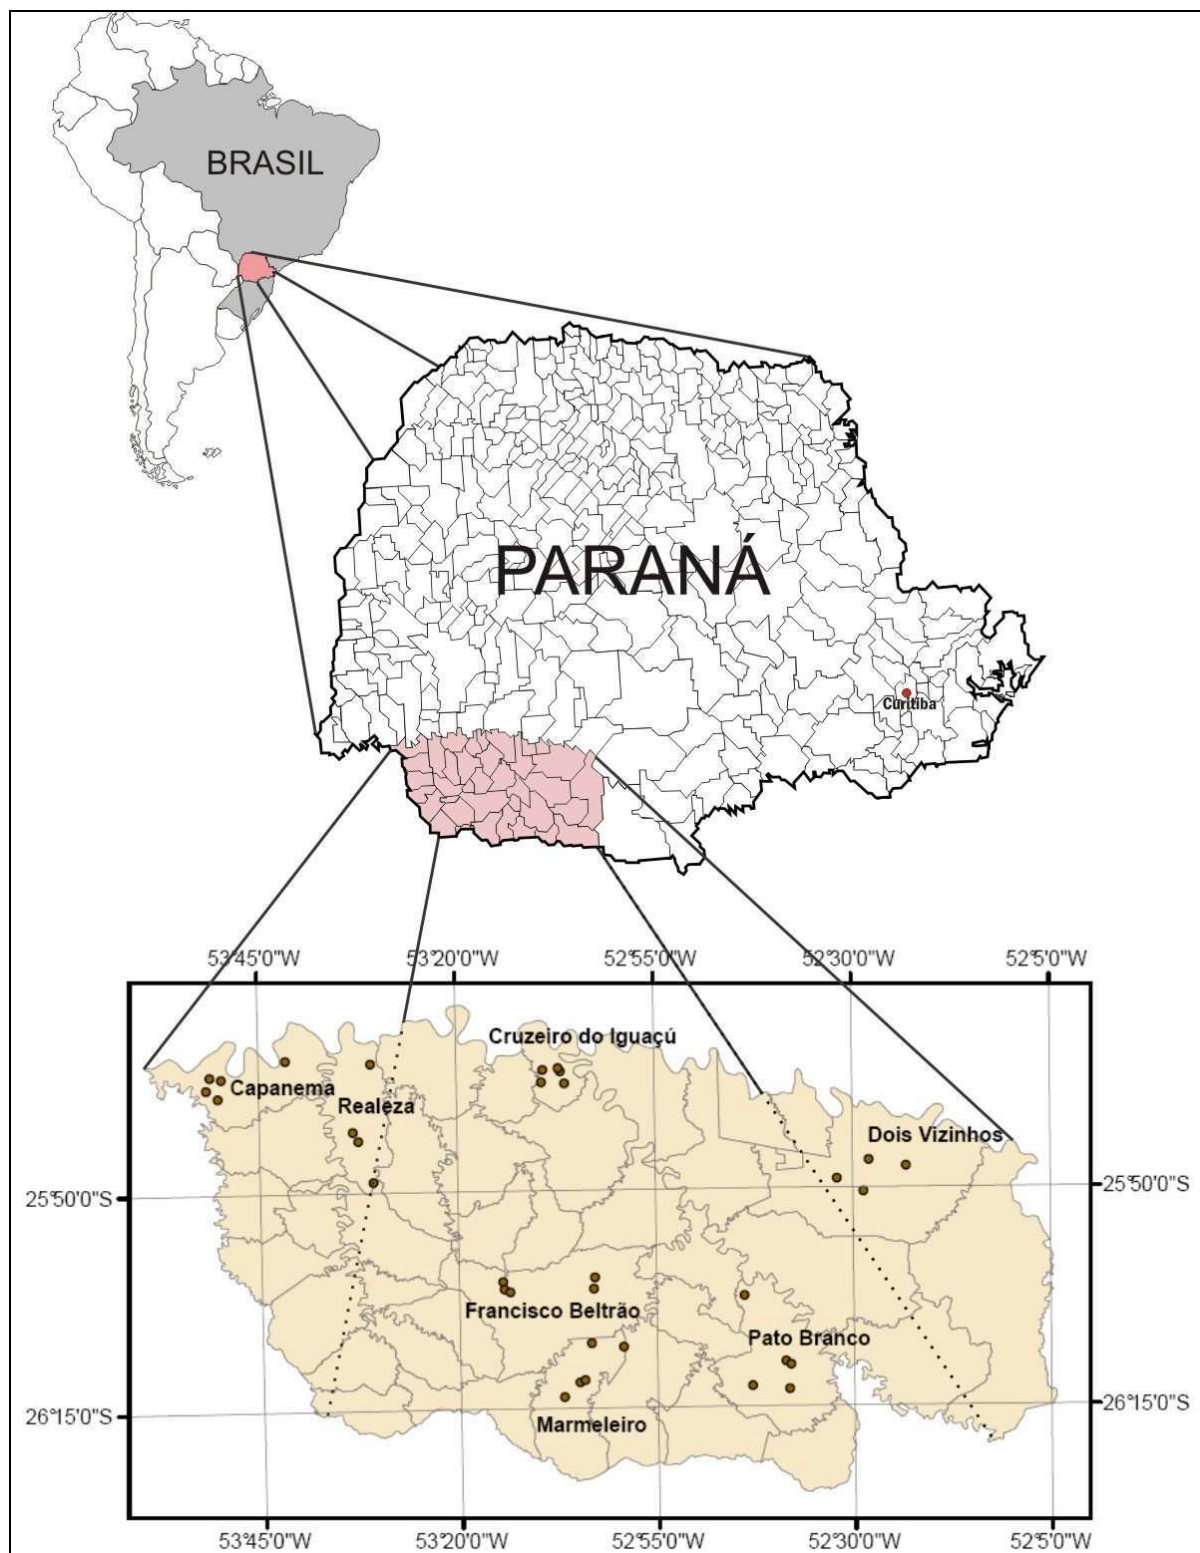 BRASIL
PARANÁ
Curitiba
53°45'0"W 53°20'0"W 52°55'0"W 52°30'0"W 52°5'0"W
Cruzeiro do Iguaçú
Capanema
Realeza
Dois Vizinhos
25°50'0"S 25°50'0"S
Francisco Beltrão
Pato Branco
26°15'0"S 26°15'0"S
Marmeleiro
53°45'0"W 53°20'0"W 52°55'0"W 52°30'0"W 52°5'0"W